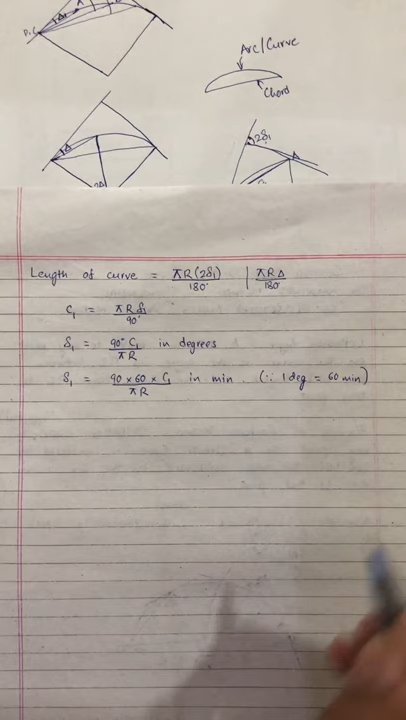 P.C
Δ
Arc/Curve
Chord
2δ₁
A
Length of curve = πR(2δ₁)/180° | πRΔ/180°
C₁ = πRδ₁/90°
δ₁ = 90° C₁/πR in degrees
δ₁ = 90 × 60 × C₁/πR in min. (∵ 1 deg = 60 min)